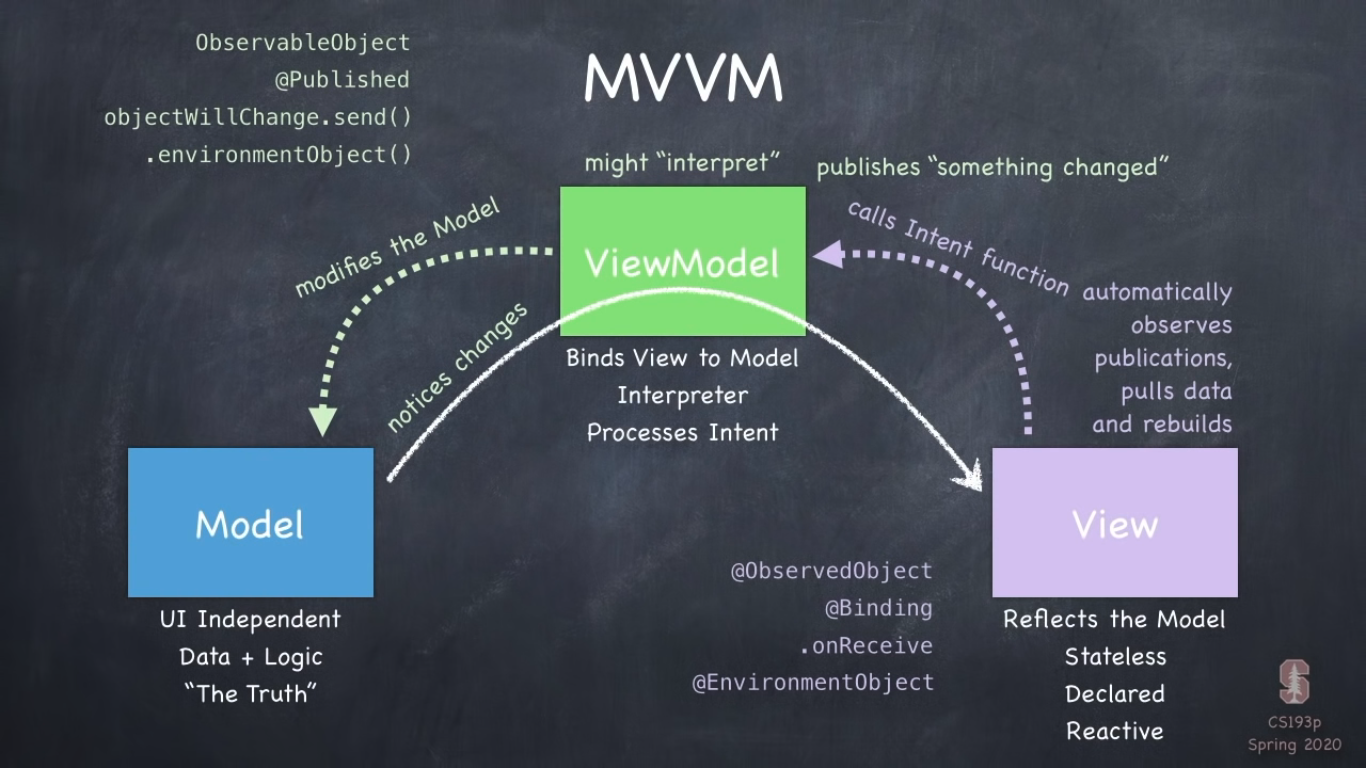 ObservableObject
@Published
objectWillChange.send()
.environmentObject()
MVVM
might “interpret”
publishes “something changed”
modifies the Model
notices changes
ViewModel
calls Intent function
automatically
observes
publications,
pulls data
and rebuilds
Binds View to Model
Interpreter
Processes Intent
Model
UI Independent
Data + Logic
“The Truth”
@ObservedObject
@Binding
.onReceive
@EnvironmentObject
View
Reflects the Model
Stateless
Declared
Reactive
S
CS193p
Spring 2020